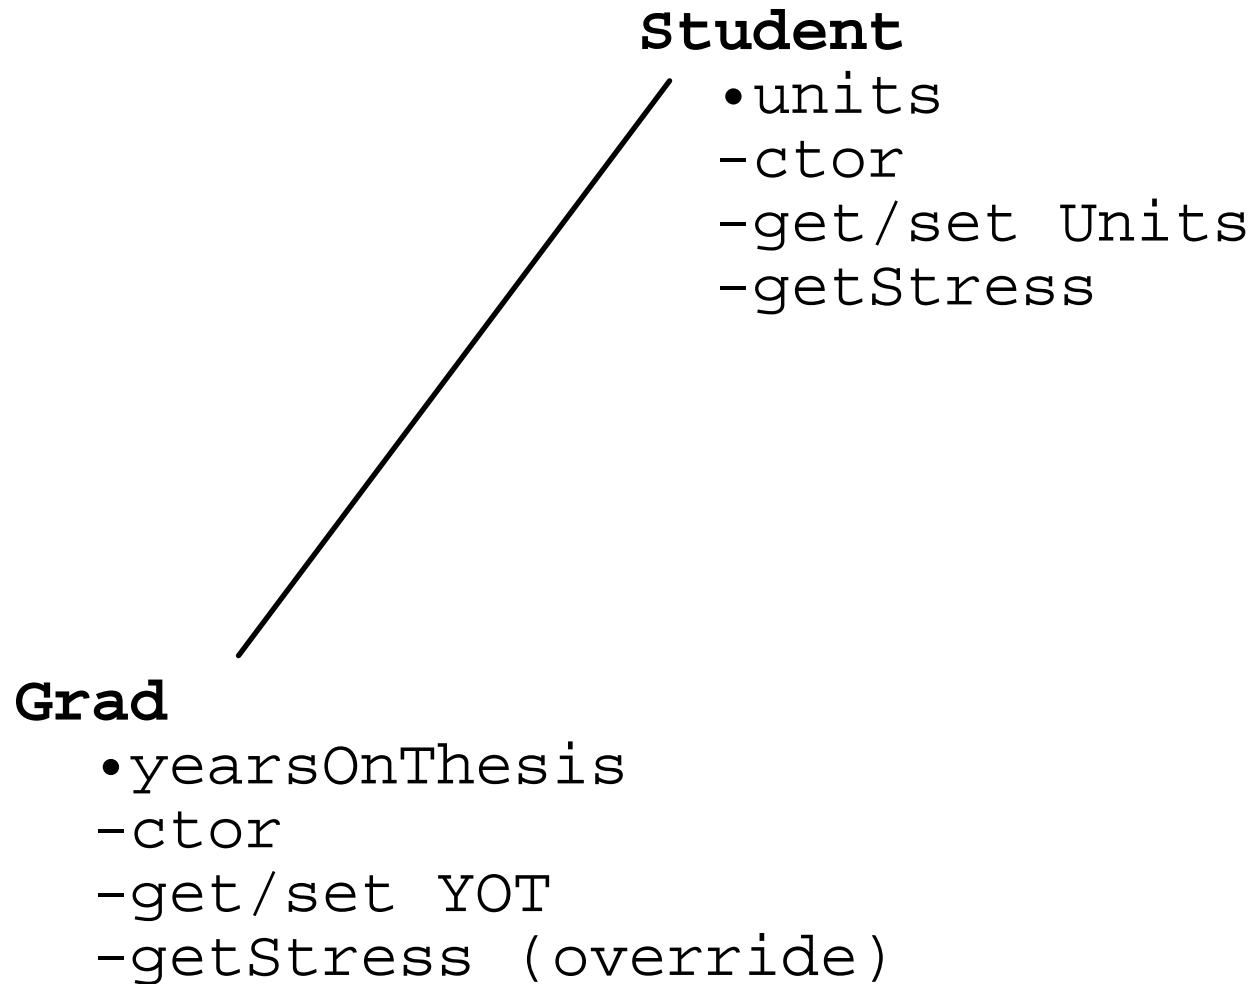 Student
•units
-ctor
-get/set Units
-getStress
Grad
•yearsOnThesis
-ctor
-get/set YOT
-getStress (override)